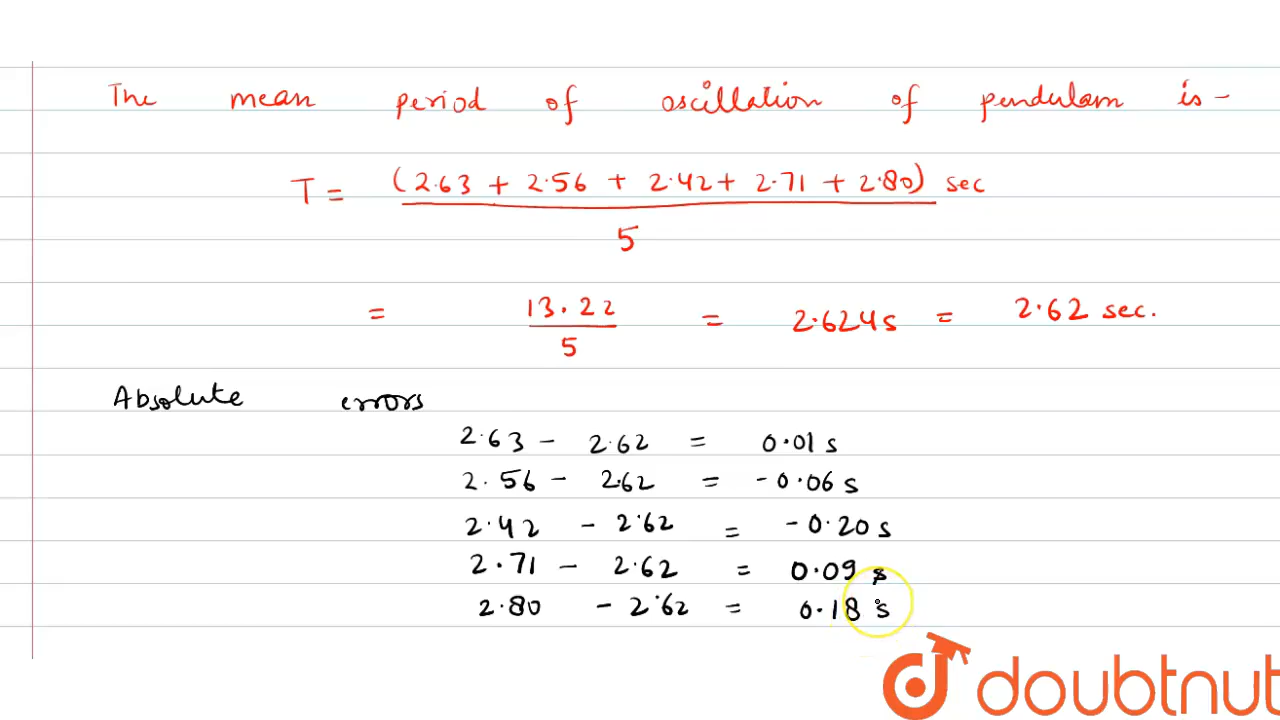 The mean period of oscillation of pendulam is -
T = (2.63 + 2.56 + 2.42 + 2.71 + 2.80) sec
5
= 13.22 = 2.624s = 2.62 sec.
5
Absolute errors
2.63 - 2.62 = 0.01 s
2.56 - 2.62 = -0.06 s
2.42 - 2.62 = -0.20 s
2.71 - 2.62 = 0.09 s
2.80 - 2.62 = 0.18 s
doubtnut